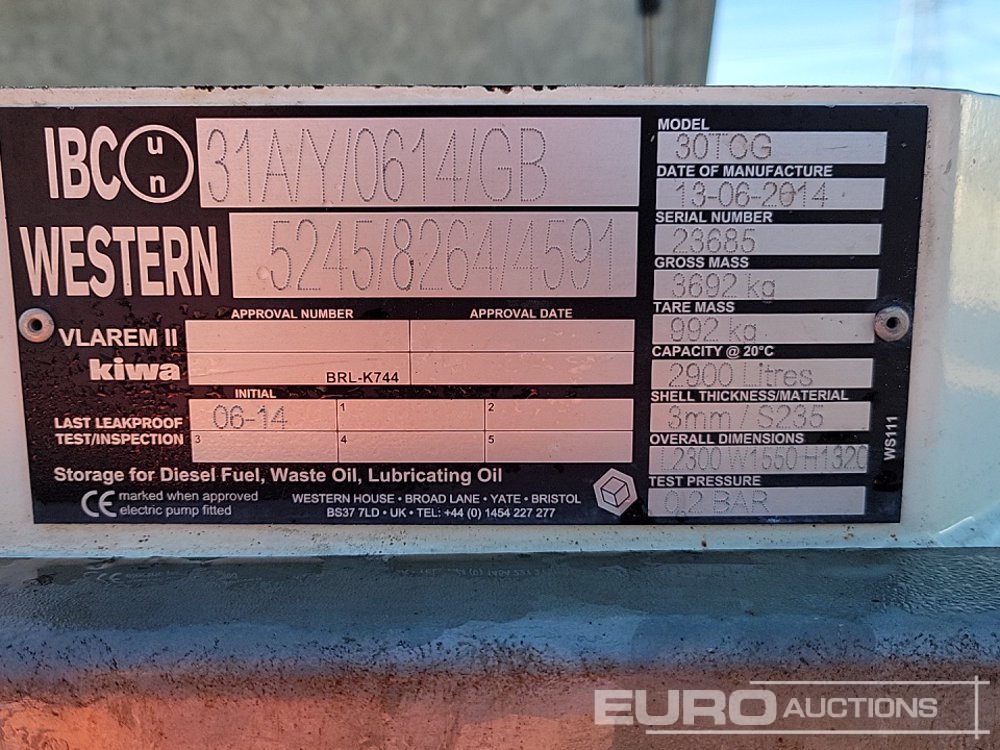 IBC un 31A/Y/0614/GB
WESTERN 5245/8264/4591
APPROVAL NUMBER APPROVAL DATE
VLAREM II
kiwa BRL-K744
INITIAL
LAST LEAKPROOF
TEST/INSPECTION
06-14 1 2
3 4 5
Storage for Diesel Fuel, Waste Oil, Lubricating Oil
CE marked when approved
electric pump fitted
WESTERN HOUSE • BROAD LANE • YATE • BRISTOL
BS37 7LD • UK • TEL: +44 (0) 1454 227 277
MODEL
30TCG
DATE OF MANUFACTURE
13-06-2014
SERIAL NUMBER
23685
GROSS MASS
3692 kg
TARE MASS
992 kg
CAPACITY @ 20°C
2900 Litres
SHELL THICKNESS/MATERIAL
3mm / S235
OVERALL DIMENSIONS
L2300 W1550 H1320
TEST PRESSURE
0,2 BAR
WS111
EURO AUCTIONS